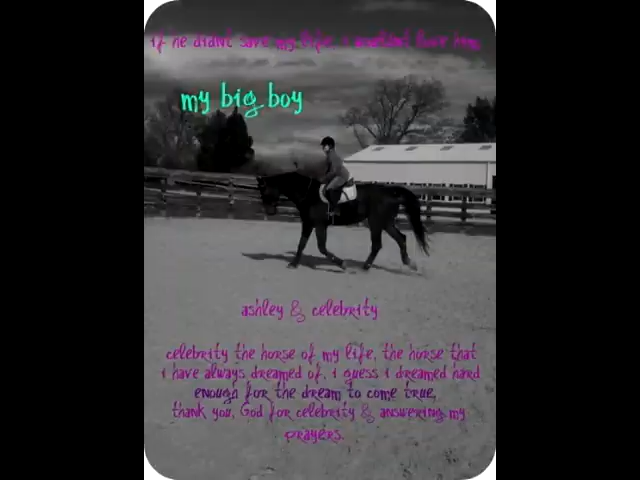 if he didnt save my life, i wouldnt love him
my big boy
ashley & celebrity
celebrity the horse of my life, the horse that
i have always dreamed of, i guess i dreamed hard
enough for the dream to come true,
thank you, God for celebrity & answering my
prayers.